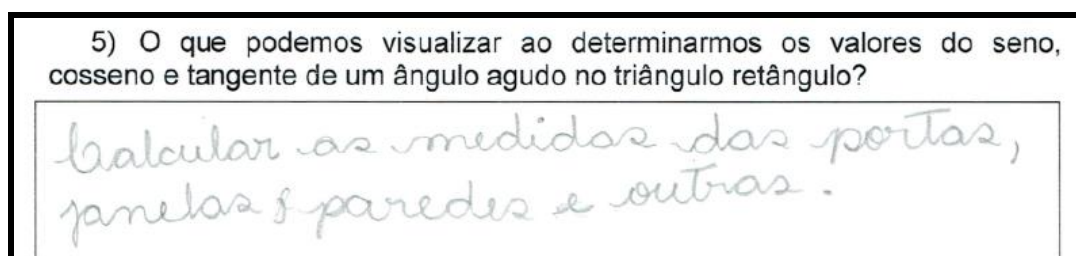 5) O que podemos visualizar ao determinarmos os valores do seno,
cosseno e tangente de um ângulo agudo no triângulo retângulo?
Calcular as medidas das portas,
janelas, paredes e outras.